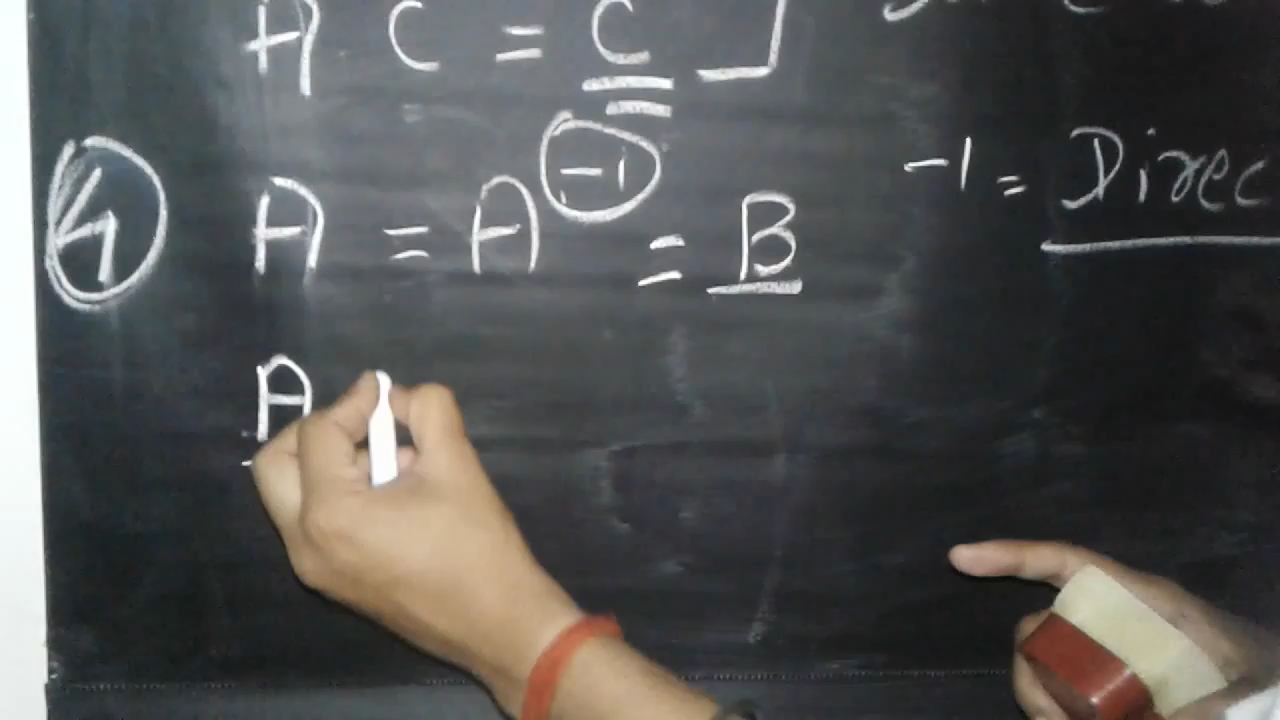 A C = C ]
4 A = A⁻¹ = B
-1 = Direc
A